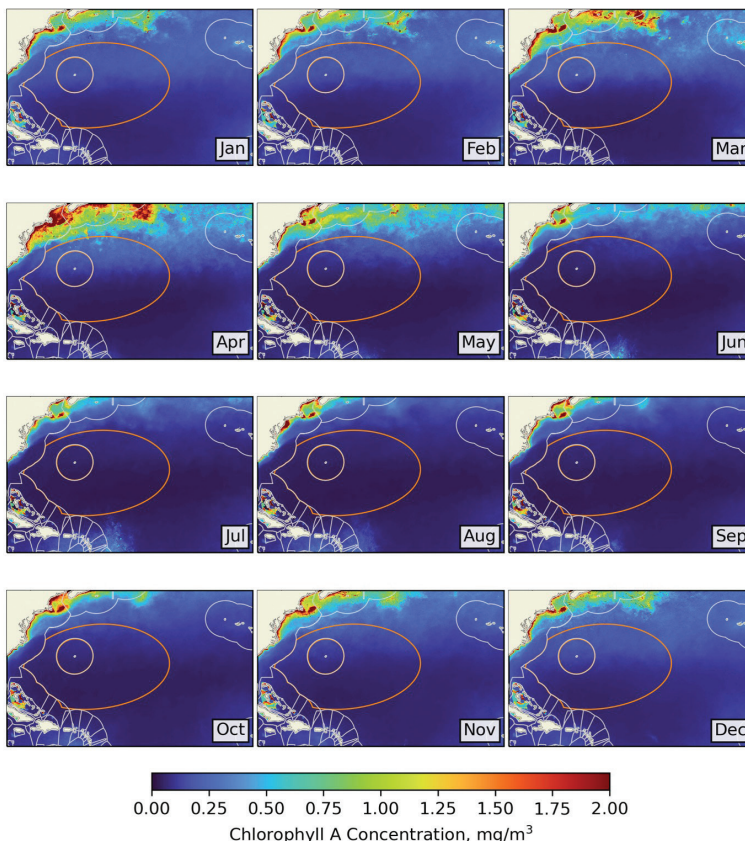 Jan
Feb
Mar
Apr
May
Jun
Jul
Aug
Sep
Oct
Nov
Dec
0.00 0.25 0.50 0.75 1.00 1.25 1.50 1.75 2.00
Chlorophyll A Concentration, mg/m³